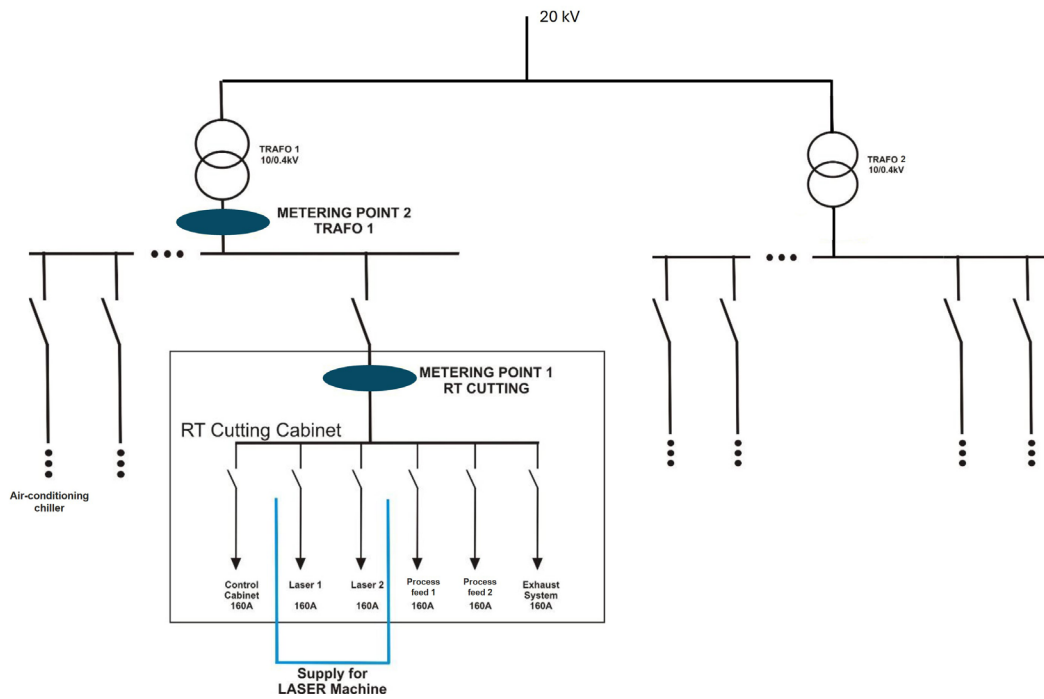 20 kV
TRAFO 1
10/0.4kV
TRAFO 2
10/0.4kV
METERING POINT 2
TRAFO 1
METERING POINT 1
RT CUTTING
RT Cutting Cabinet
Air-conditioning
chiller
Control
Cabinet
160A
Laser 1
160A
Laser 2
160A
Process
feed 1
160A
Process
feed 2
160A
Exhaust
System
160A
Supply for
LASER Machine